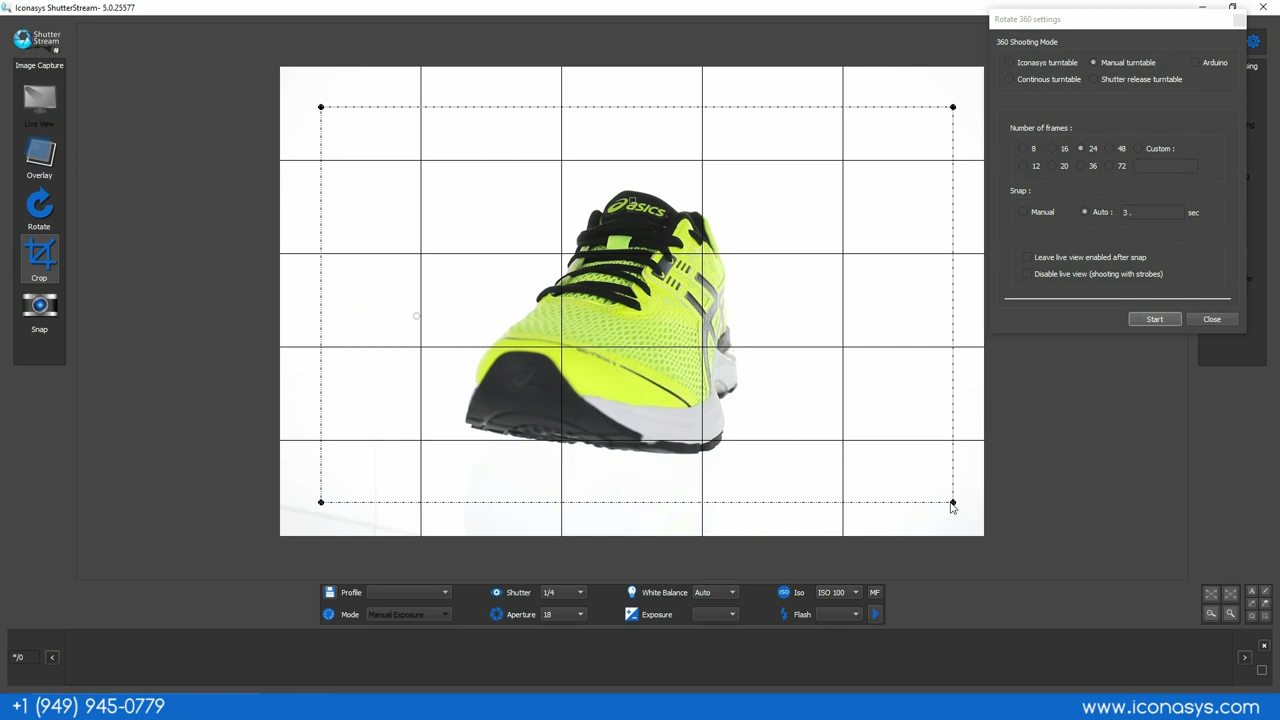 Iconasys ShutterStream- 5.0.25577
Shutter
Stream
Image Capture
Live View
Overlay
Rotate
Crop
Snap
asics
Rotate 360 settings
360 Shooting Mode
Iconasys turntable Manual turntable Arduino
Continous turntable Shutter release turntable
Number of frames :
8 16 24 48 Custom :
12 20 36 72
Snap :
Manual Auto : 3 . sec
Leave live view enabled after snap
Disable live view (shooting with strobes)
Start Close
Profile Shutter 1/4 White Balance Auto Iso ISO 100 MF
Mode Manual Exposure Aperture 18 Exposure Flash
*/0 < >
+1 (949) 945-0779 www.iconasys.com